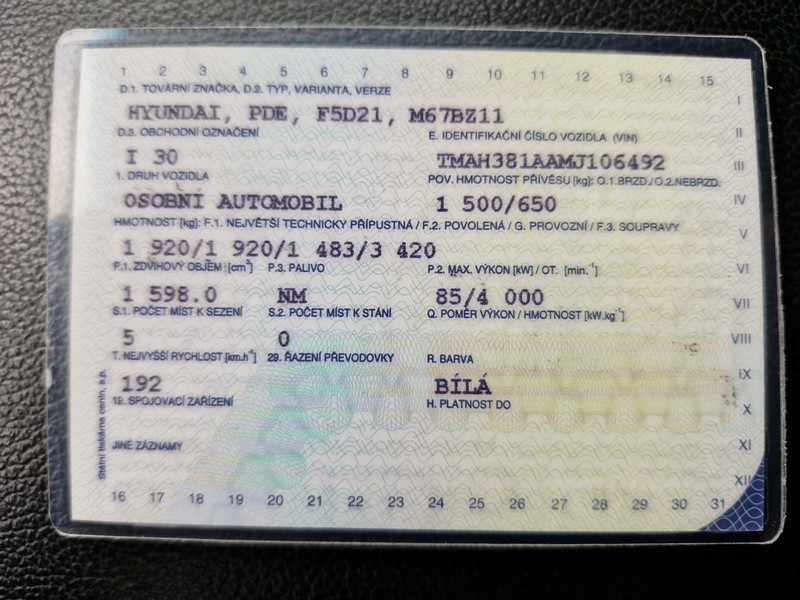 1 2 3 4 5 6 7 8 9 10 11 12 13 14 15
D.1. TOVÁRNÍ ZNAČKA, D.2. TYP, VARIANTA, VERZE
I
HYUNDAI, PDE, F5D21, M67BZ11
D.3. OBCHODNÍ OZNAČENÍ E. IDENTIFIKAČNÍ ČÍSLO VOZIDLA (VIN)
II
I 30 TMAH381AAMJ106492
III
1. DRUH VOZIDLA POV. HMOTNOST PŘÍVĚSU [kg]: O.1.BRZD./O.2.NEBRZD.
OSOBNÍ AUTOMOBIL 1 500/650
IV
HMOTNOST [kg]: F.1. NEJVĚTŠÍ TECHNICKY PŘÍPUSTNÁ / F.2. POVOLENÁ / G. PROVOZNÍ / F.3. SOUPRAVY
V
1 920/1 920/1 483/3 420
P.1. ZDVIHOVÝ OBJEM [cm³] P.3. PALIVO P.2. MAX. VÝKON [kW] / OT. [min.⁻¹]
VI
1 598.0 NM 85/4 000
VII
S.1. POČET MÍST K SEZENÍ S.2. POČET MÍST K STÁNÍ Q. POMĚR VÝKON / HMOTNOST [kW.kg⁻¹]
5 0
VIII
T. NEJVYŠŠÍ RYCHLOST [km.h⁻¹] 29. ŘAZENÍ PŘEVODOVKY R. BARVA
IX
192 BÍLÁ
19. SPOJOVACÍ ZAŘÍZENÍ H. PLATNOST DO
X
JINÉ ZÁZNAMY
XI
XII
Státní tiskárna cenin, s.p.
16 17 18 19 20 21 22 23 24 25 26 27 28 29 30 31